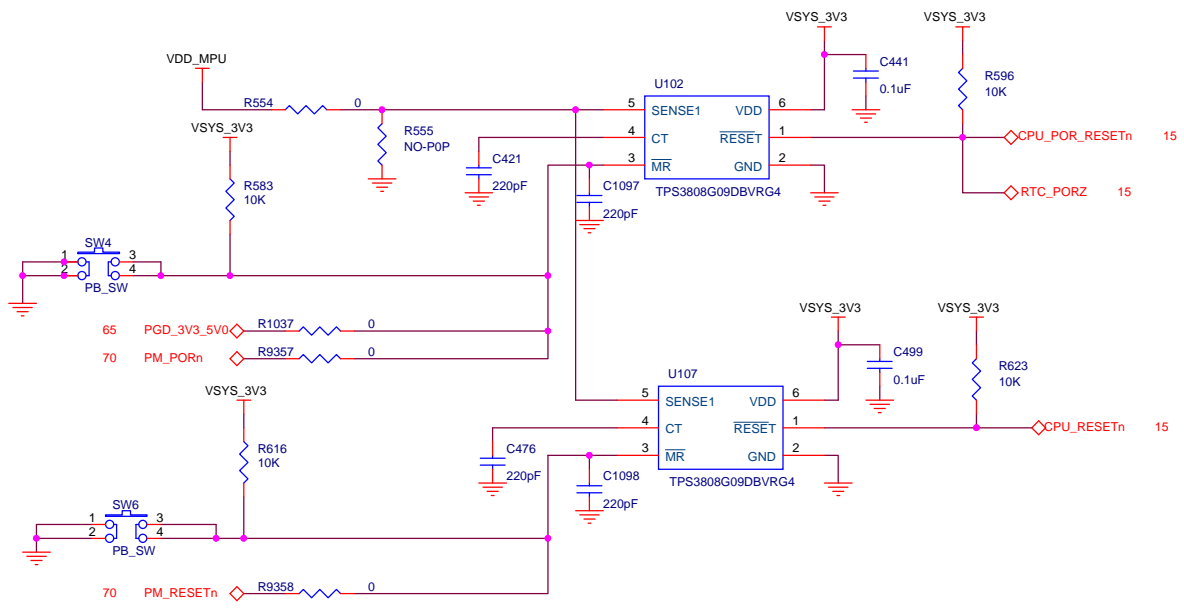 VSYS_3V3
VSYS_3V3
VDD_MPU
C441
0.1uF
R596
10K
U102
R554 0
5 SENSE1 VDD 6
4 CT RESET 1
3 MR GND 2
TPS3808G09DBVRG4
CPU_POR_RESETn 15
RTC_PORZ 15
VSYS_3V3
R555
NO-P0P
C421
220pF
C1097
220pF
R583
10K
SW4
1 3
2 4
PB_SW
65 PGD_3V3_5V0 R1037 0
70 PM_PORn R9357 0
VSYS_3V3
VSYS_3V3
C499
0.1uF
R623
10K
VSYS_3V3
U107
5 SENSE1 VDD 6
4 CT RESET 1
3 MR GND 2
TPS3808G09DBVRG4
CPU_RESETn 15
R616
10K
C476
220pF
C1098
220pF
SW6
1 3
2 4
PB_SW
70 PM_RESETn R9358 0